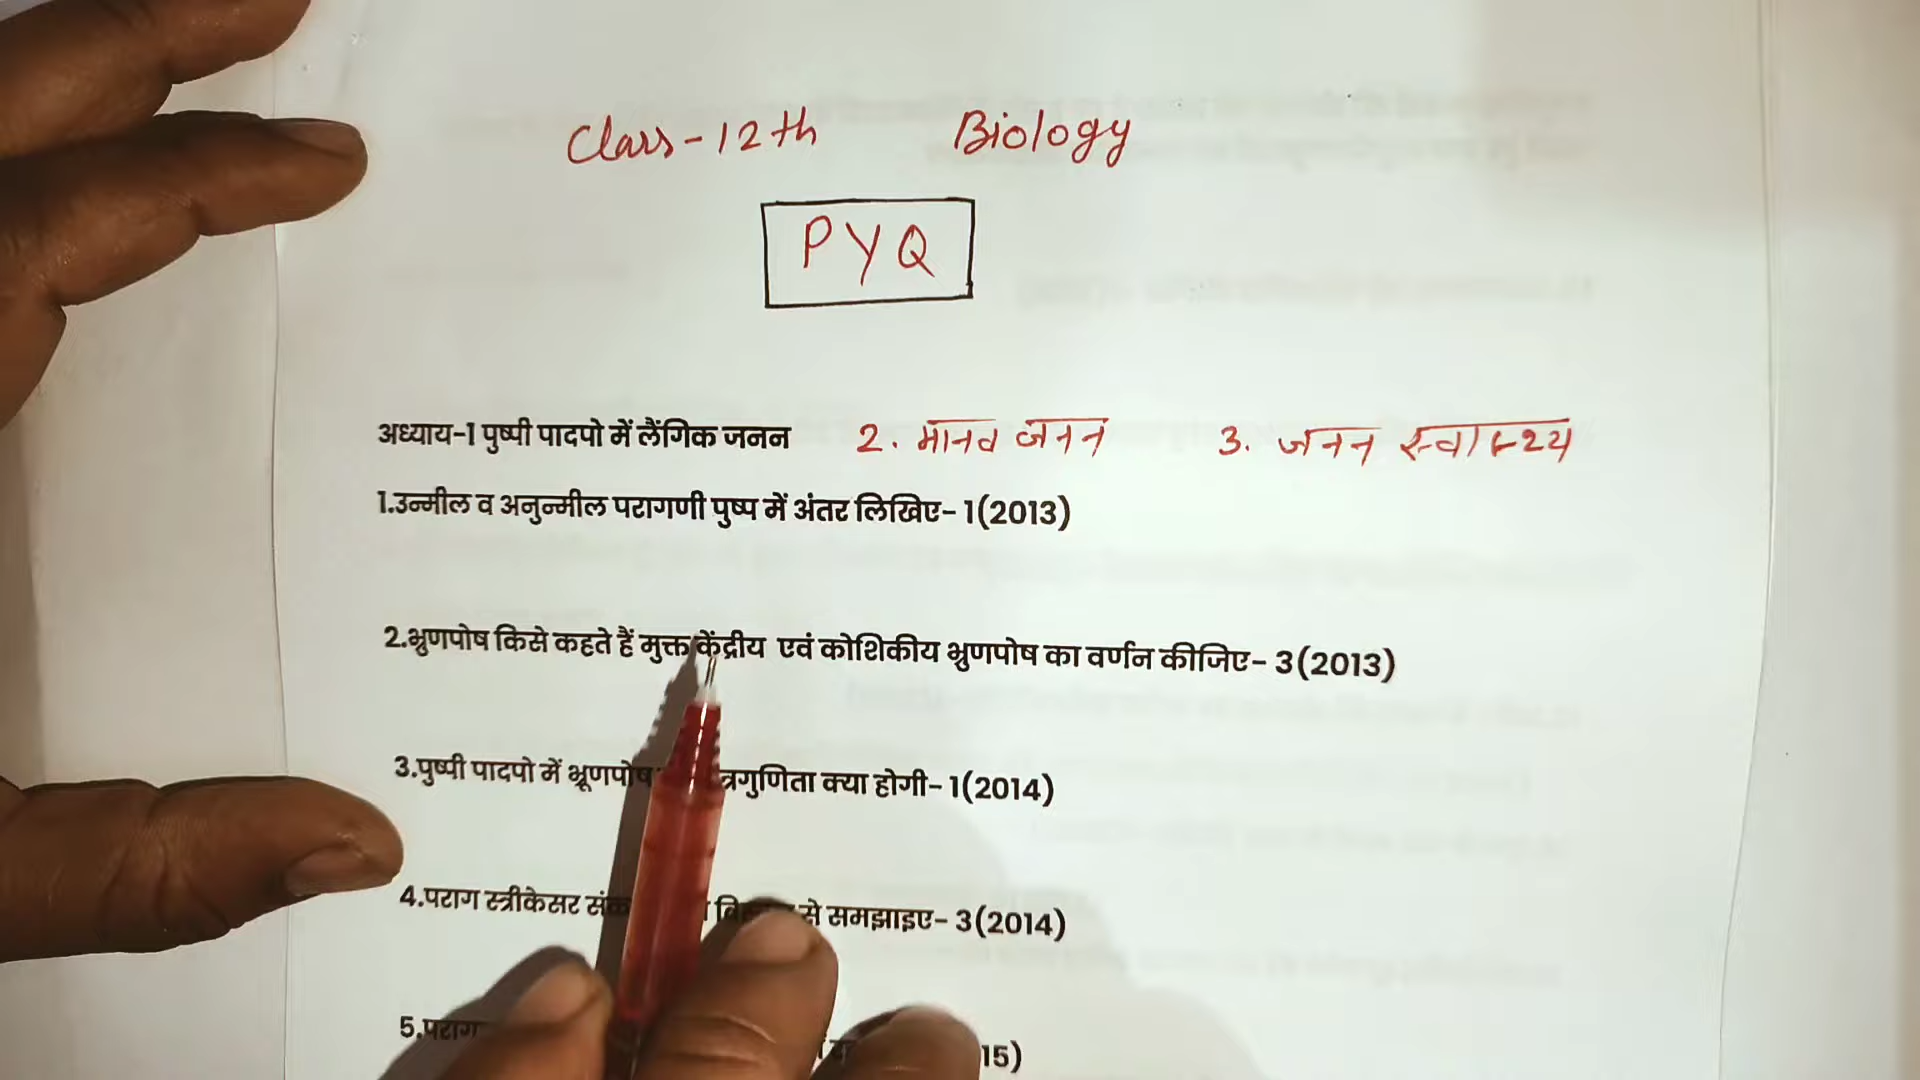 Class-12th Biology
PYQ
अध्याय-1 पुष्पी पादपो में लैंगिक जनन 2. मानव जनन 3. जनन स्वास्थ्य
1.उन्मील व अनुन्मील परागणी पुष्प में अंतर लिखिए- 1(2013)
2.भ्रुणपोष किसे कहते हैं मुक्त केंद्रीय एवं कोशिकीय भ्रुणपोष का वर्णन कीजिए- 3(2013)
3.पुष्पी पादपो में भ्रूणपोष त्रगुणिता क्या होगी- 1(2014)
4.पराग स्त्रीकेसर से समझाइए- 3(2014)
5.पराग 15)